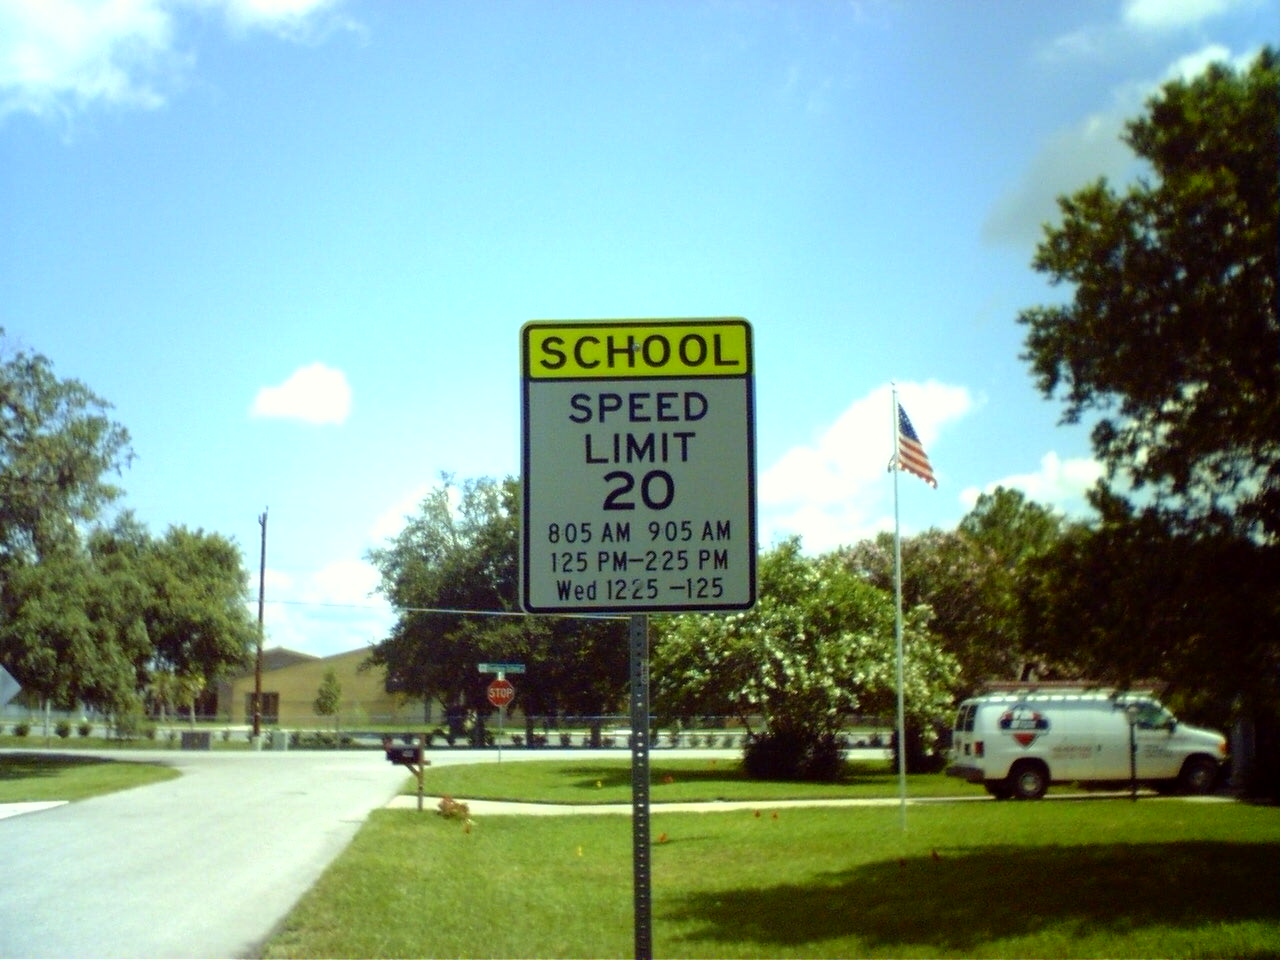 SCHOOL
SPEED
LIMIT
20
805 AM 905 AM
125 PM–225 PM
Wed 1225 –125
STOP